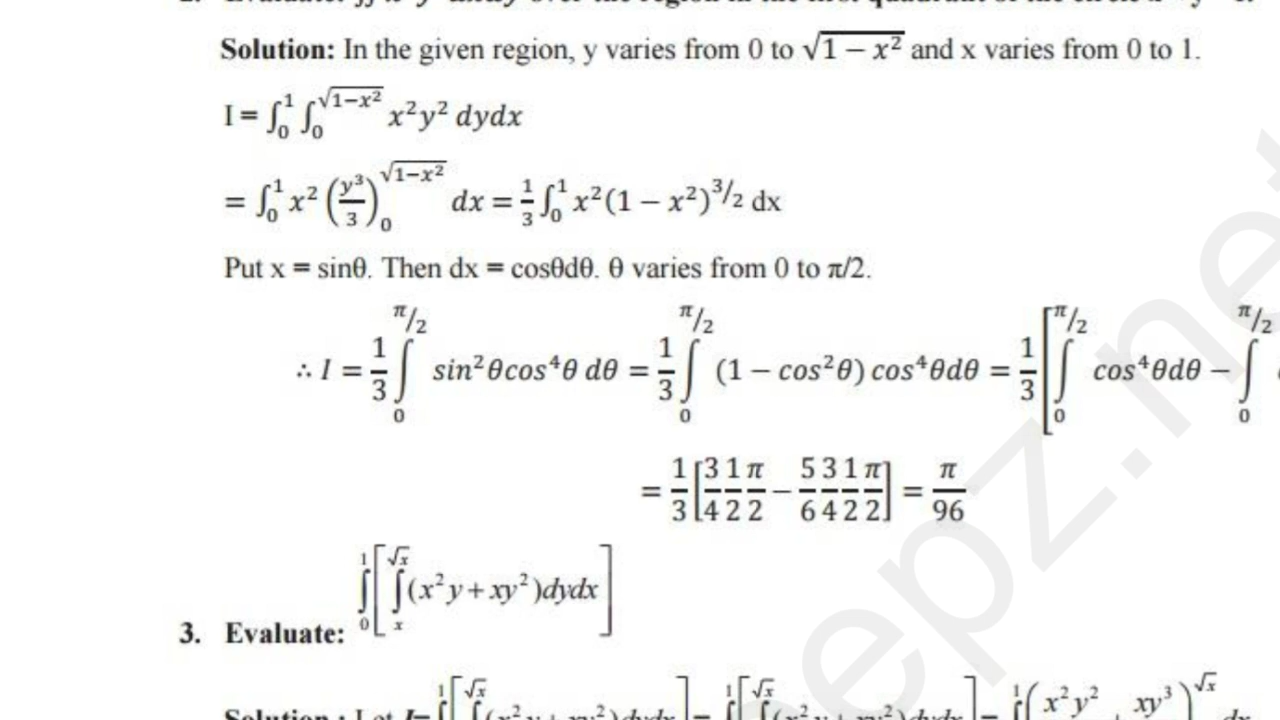 Solution: In the given region, y varies from 0 to √1 − x² and x varies from 0 to 1.
I = ∫₀¹ ∫₀^√1−x² x²y² dydx
= ∫₀¹ x² (y³/3)₀^√1−x² dx = 1/3 ∫₀¹ x²(1 − x²)^3/2 dx
Put x = sinθ. Then dx = cosθdθ. θ varies from 0 to π/2.
∴ I = 1/3 ∫₀^π/2 sin²θcos⁴θ dθ = 1/3 ∫₀^π/2 (1 − cos²θ) cos⁴θdθ = 1/3 [∫₀^π/2 cos⁴θdθ − ∫₀^π/2
= 1/3 [3/4 1/2 π/2 − 5/6 3/4 1/2 π/2] = π/96
3. Evaluate: ∫₀¹ [∫ₓ^√x (x²y + xy²)dydx]